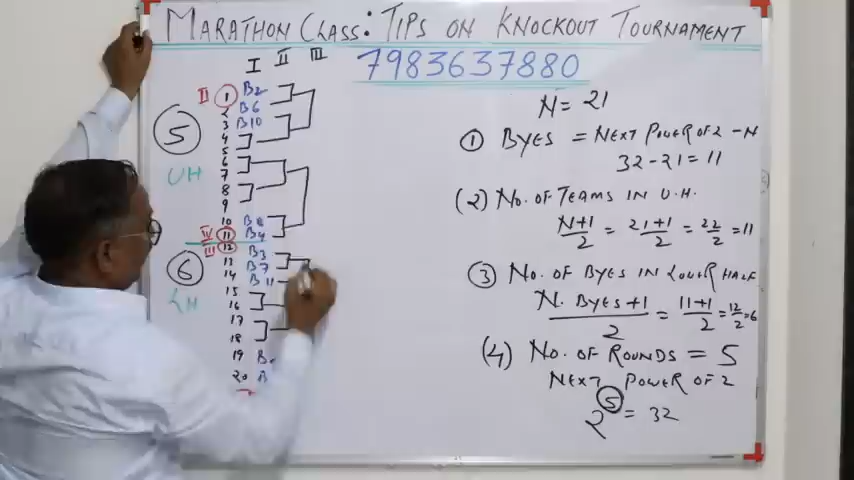 MARATHON CLASS: TIPS ON KNOCKOUT TOURNAMENT
I II III 7983637880
II 1 B2
2 B6
3 B10
4
5
6
7
8
9
10
IV 11 B4
III 12 B3
13 B7
14 B11
15
16
17
18
19 B
20 B
5
UH
6
LH
N = 21
① BYES = NEXT POWER OF 2 - N
32 - 21 = 11
(2) NO. OF TEAMS IN U.H.
N+1/2 = 21+1/2 = 22/2 = 11
③ NO. OF BYES IN LOWER HALF
N. BYES+1/2 = 11+1/2 = 12/2 = 6
(4) NO. OF ROUNDS = 5
NEXT POWER OF 2
2⁵ = 32